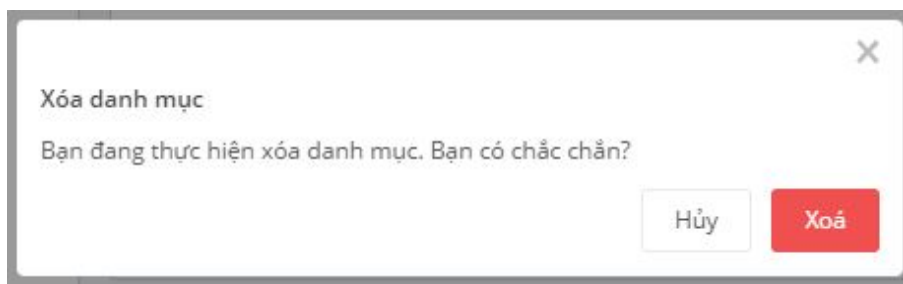 Xóa danh mục
Bạn đang thực hiện xóa danh mục. Bạn có chắc chắn?
Hủy
Xoá